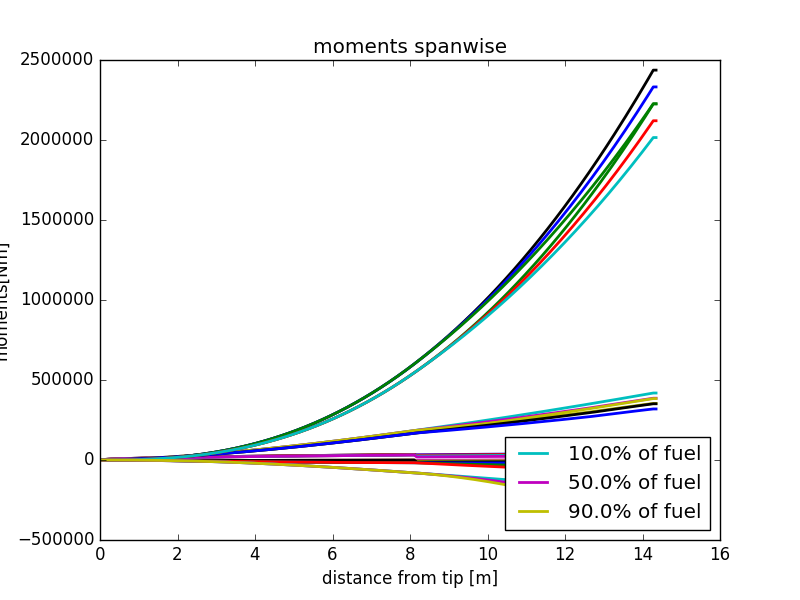 moments spanwise
2500000
2000000
1500000
1000000
500000
0
−500000
moments[Nm]
10.0% of fuel
50.0% of fuel
90.0% of fuel
0 2 4 6 8 10 12 14 16
distance from tip [m]